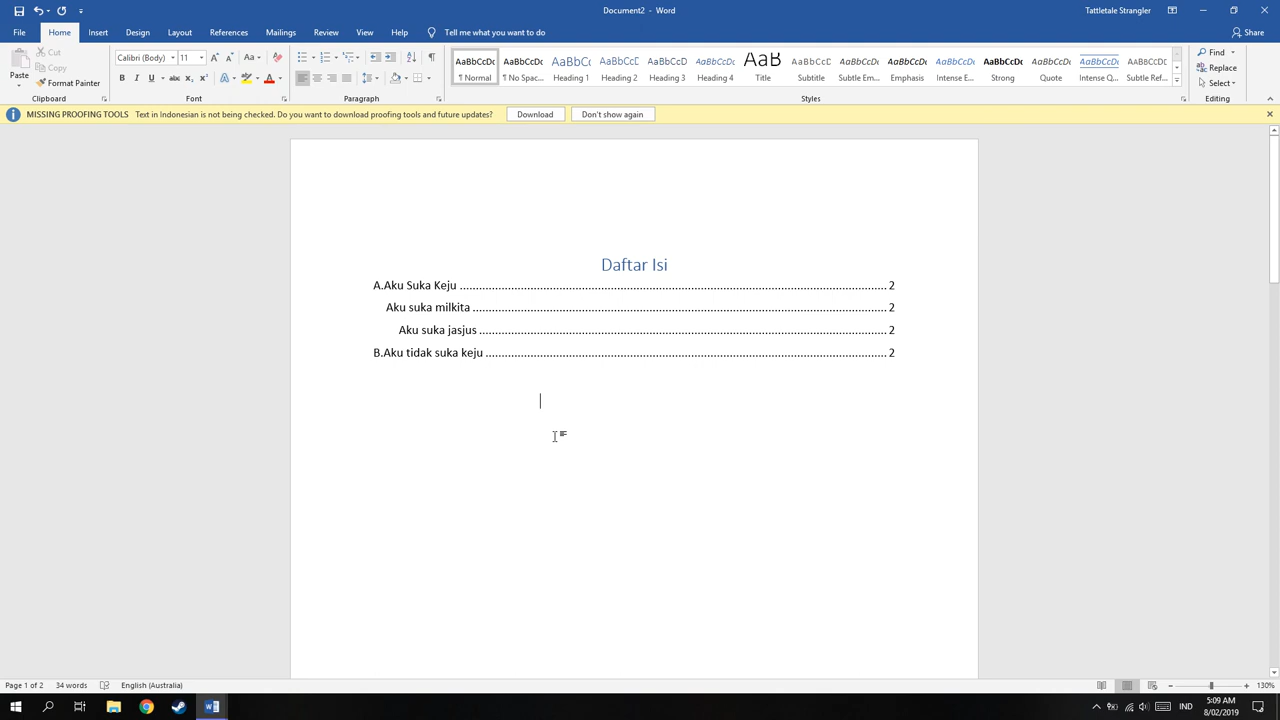 Document2 - Word
Tattletale Strangler
File Home Insert Design Layout References Mailings Review View Help Tell me what you want to do Share
Paste
Cut
Copy
Format Painter
Clipboard
Calibri (Body) 11
Font
Paragraph
AaBbCcDc AaBbCcDc AaBbCc AaBbCcD AaBbCcD AaBbCcDc AaB AaBbCcD AaBbCcDc AaBbCcDc AaBbCcDc AaBbCcDc AaBbCcDc AaBbCcDc AaBbCcDc
¶ Normal ¶ No Spac... Heading 1 Heading 2 Heading 3 Heading 4 Title Subtitle Subtle Em... Emphasis Intense E... Strong Quote Intense Q... Subtle Ref...
Styles
Find
Replace
Select
Editing
MISSING PROOFING TOOLS Text in Indonesian is not being checked. Do you want to download proofing tools and future updates? Download Don't show again
Daftar Isi
A.Aku Suka Keju 2
Aku suka milkita 2
Aku suka jasjus 2
B.Aku tidak suka keju 2
Page 1 of 2 34 words English (Australia) 130%
IND
5:09 AM
8/02/2019